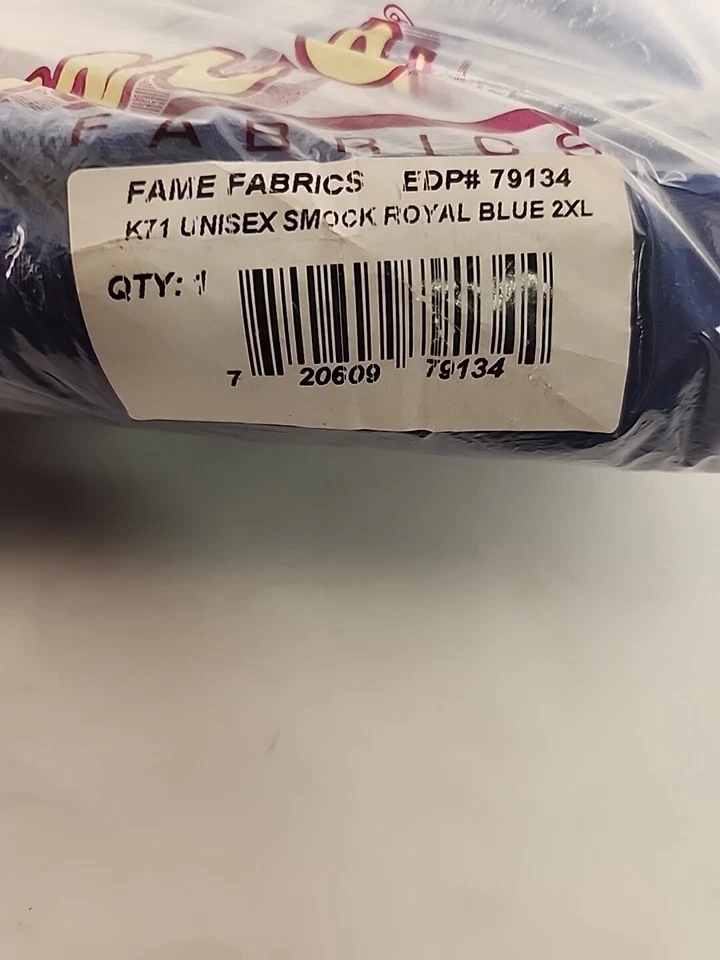 FABRICS
FAME FABRICS EDP# 79134
K71 UNISEX SMOCK ROYAL BLUE 2XL
QTY: 1
7 20609 79134